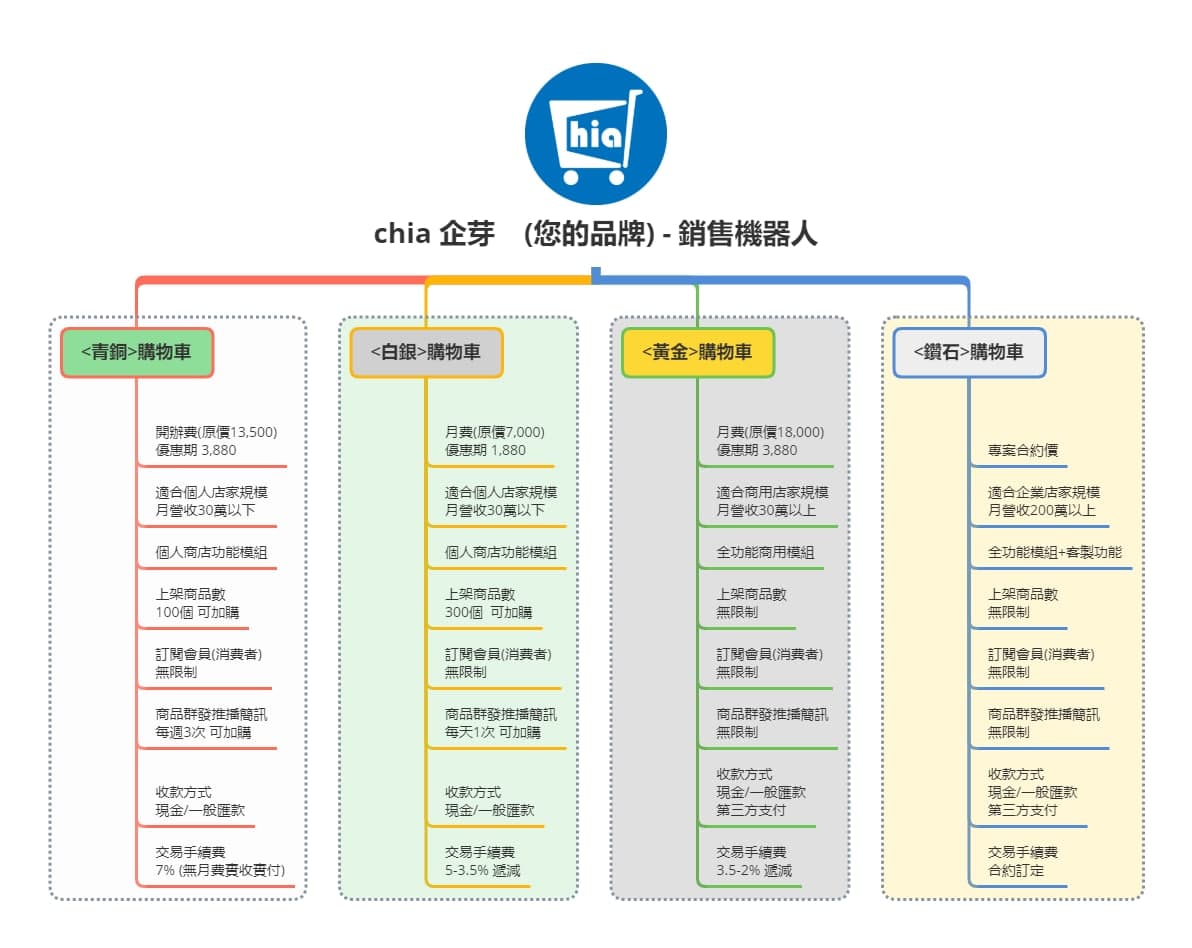 hia
chia 企芽 (您的品牌) - 銷售機器人
<青銅>購物車
開辦費(原價13,500)
優惠期 3,880
適合個人店家規模
月營收30萬以下
個人商店功能模組
上架商品數
100個 可加購
訂閱會員(消費者)
無限制
商品群發推播簡訊
每週3次 可加購
收款方式
現金/一般匯款
交易手續費
7% (無月費實收實付)
<白銀>購物車
月費(原價7,000)
優惠期 1,880
適合個人店家規模
月營收30萬以下
個人商店功能模組
上架商品數
300個 可加購
訂閱會員(消費者)
無限制
商品群發推播簡訊
每天1次 可加購
收款方式
現金/一般匯款
交易手續費
5-3.5% 遞減
<黃金>購物車
月費(原價18,000)
優惠期 3,880
適合商用店家規模
月營收30萬以上
全功能商用模組
上架商品數
無限制
訂閱會員(消費者)
無限制
商品群發推播簡訊
無限制
收款方式
現金/一般匯款
第三方支付
交易手續費
3.5-2% 遞減
<鑽石>購物車
專案合約價
適合企業店家規模
月營收200萬以上
全功能模組+客製功能
上架商品數
無限制
訂閱會員(消費者)
無限制
商品群發推播簡訊
無限制
收款方式
現金/一般匯款
第三方支付
交易手續費
合約訂定